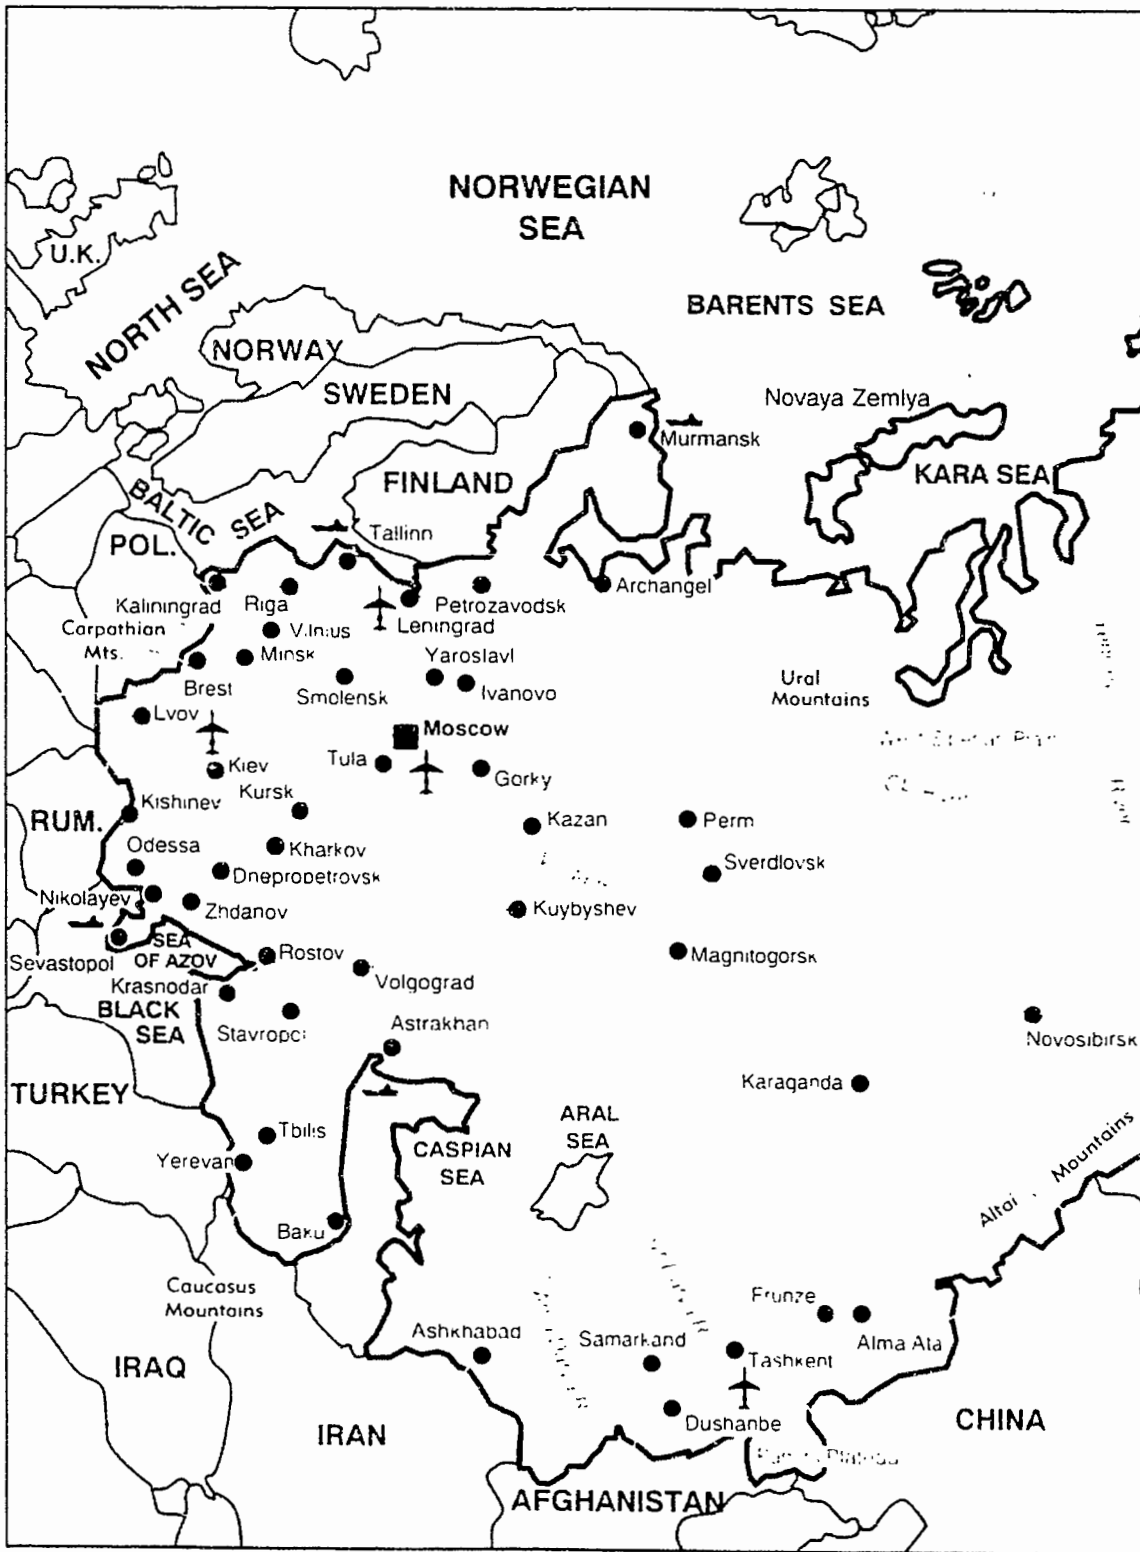 NORWEGIAN
SEA
U.K.
NORTH SEA
BARENTS SEA
NORWAY
SWEDEN
Novaya Zemlya
Murmansk
FINLAND
KARA SEA
BALTIC SEA
Tallinn
POL.
Archangel
Kaliningrad
Riga
Petrozavodsk
Leningrad
Carpathian
Mts.
Minsk
Yaroslavl
Brest
Smolensk
Ivanovo
Ural
Mountains
Lvov
Moscow
Tula
Gorky
Kiev
Kursk
Kishinev
RUM.
Kazan
Perm
Odessa
Kharkov
Sverdlovsk
Dnepropetrovsk
Nikolayev
Zhdanov
Kuybyshev
SEA
OF AZOV
Sevastopol
Rostov
Magnitogorsk
Volgograd
Krasnodar
BLACK
SEA
Astrakhan
Novosibirsk
Karaganda
TURKEY
ARAL
SEA
CASPIAN
SEA
Yerevan
Altai Mountains
Baku
Caucasus
Mountains
Frunze
Ashkhabad
Samarkand
Alma Ata
Tashkent
IRAQ
Dushanbe
CHINA
IRAN
AFGHANISTAN